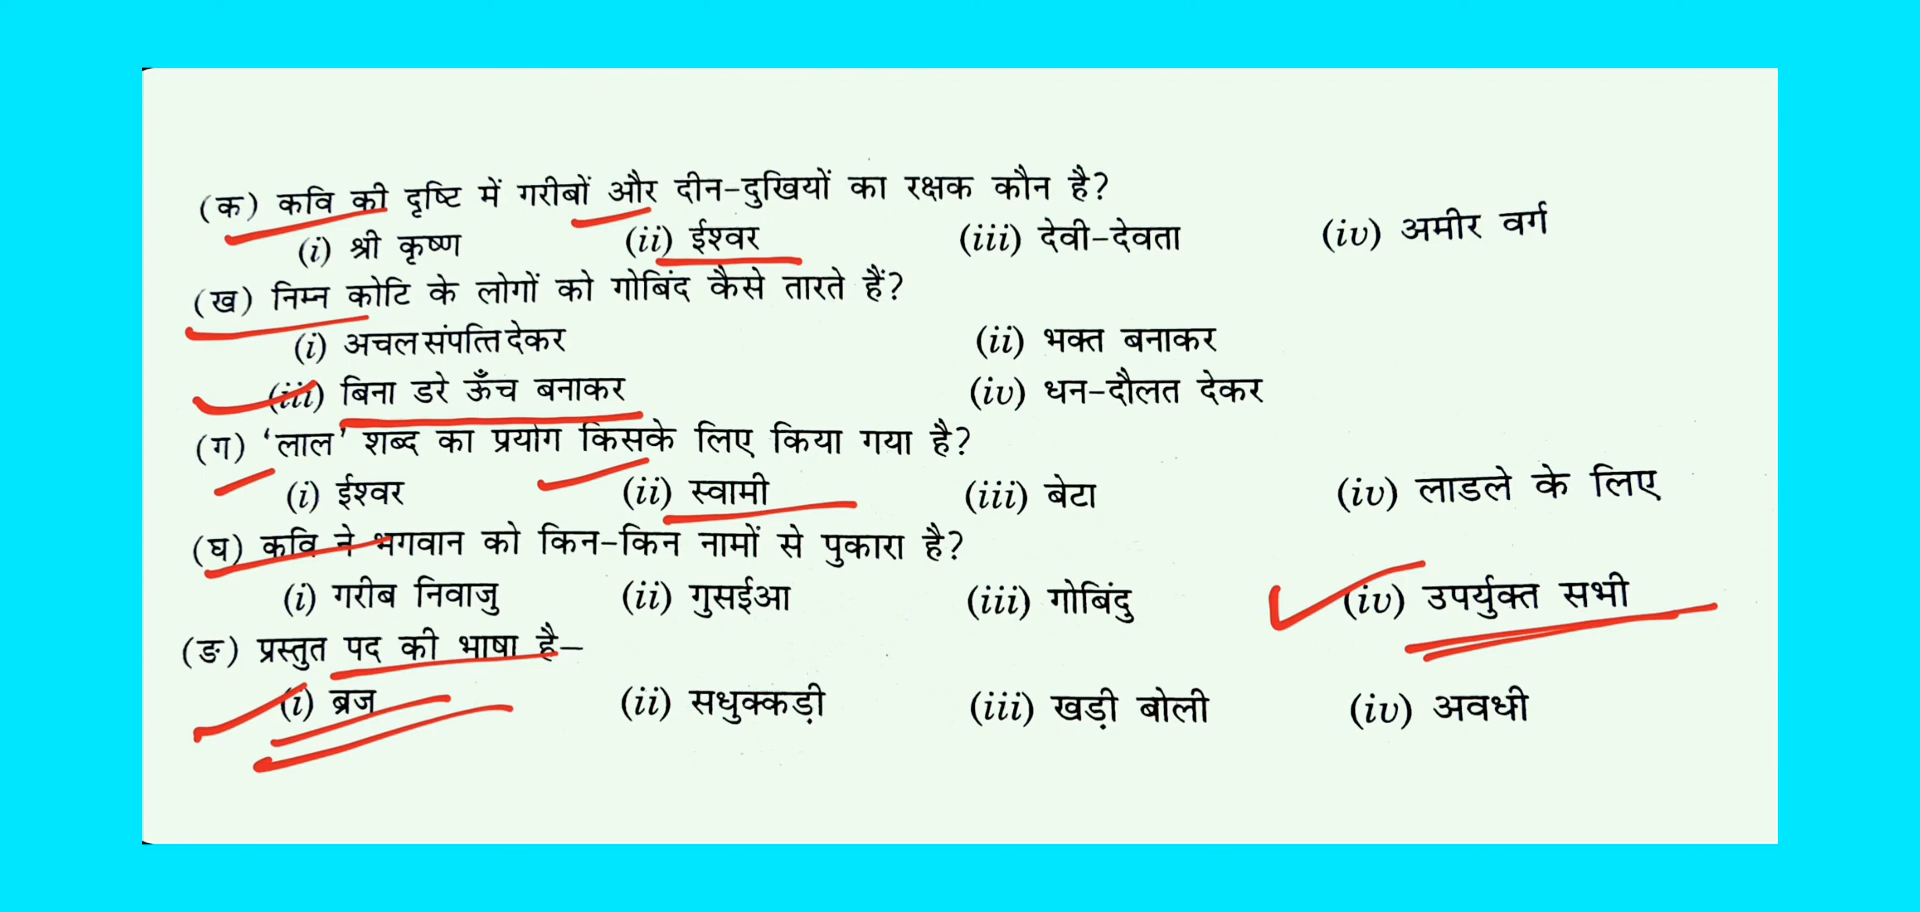 (क) कवि की दृष्टि में गरीबों और दीन-दुखियों का रक्षक कौन है?
(i) श्री कृष्ण (ii) ईश्वर (iii) देवी-देवता (iv) अमीर वर्ग
(ख) निम्न कोटि के लोगों को गोबिंद कैसे तारते हैं?
(i) अचल संपत्ति देकर (ii) भक्त बनाकर
(iii) बिना डरे ऊँच बनाकर (iv) धन-दौलत देकर
(ग) ‘लाल’ शब्द का प्रयोग किसके लिए किया गया है?
(i) ईश्वर (ii) स्वामी (iii) बेटा (iv) लाडले के लिए
(घ) कवि ने भगवान को किन-किन नामों से पुकारा है?
(i) गरीब निवाजु (ii) गुसईआ (iii) गोबिंदु (iv) उपर्युक्त सभी
(ङ) प्रस्तुत पद की भाषा है–
(i) ब्रज (ii) सधुक्कड़ी (iii) खड़ी बोली (iv) अवधी